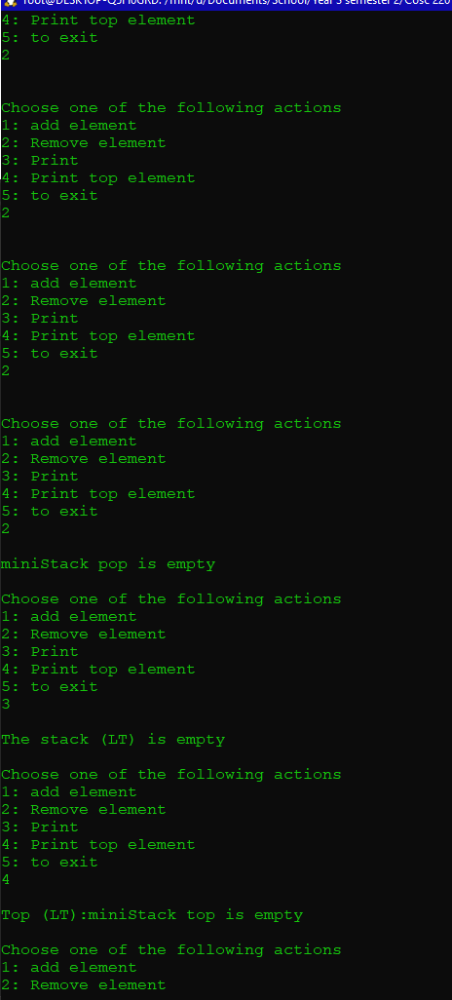 root@DESKTOP-Q5H0GRD: /mnt/d/Documents/School/Year 3 semester 2/Cosc 220
4: Print top element
5: to exit
2
Choose one of the following actions
1: add element
2: Remove element
3: Print
4: Print top element
5: to exit
2
Choose one of the following actions
1: add element
2: Remove element
3: Print
4: Print top element
5: to exit
2
Choose one of the following actions
1: add element
2: Remove element
3: Print
4: Print top element
5: to exit
2
miniStack pop is empty
Choose one of the following actions
1: add element
2: Remove element
3: Print
4: Print top element
5: to exit
3
The stack (LT) is empty
Choose one of the following actions
1: add element
2: Remove element
3: Print
4: Print top element
5: to exit
4
Top (LT):miniStack top is empty
Choose one of the following actions
1: add element
2: Remove element